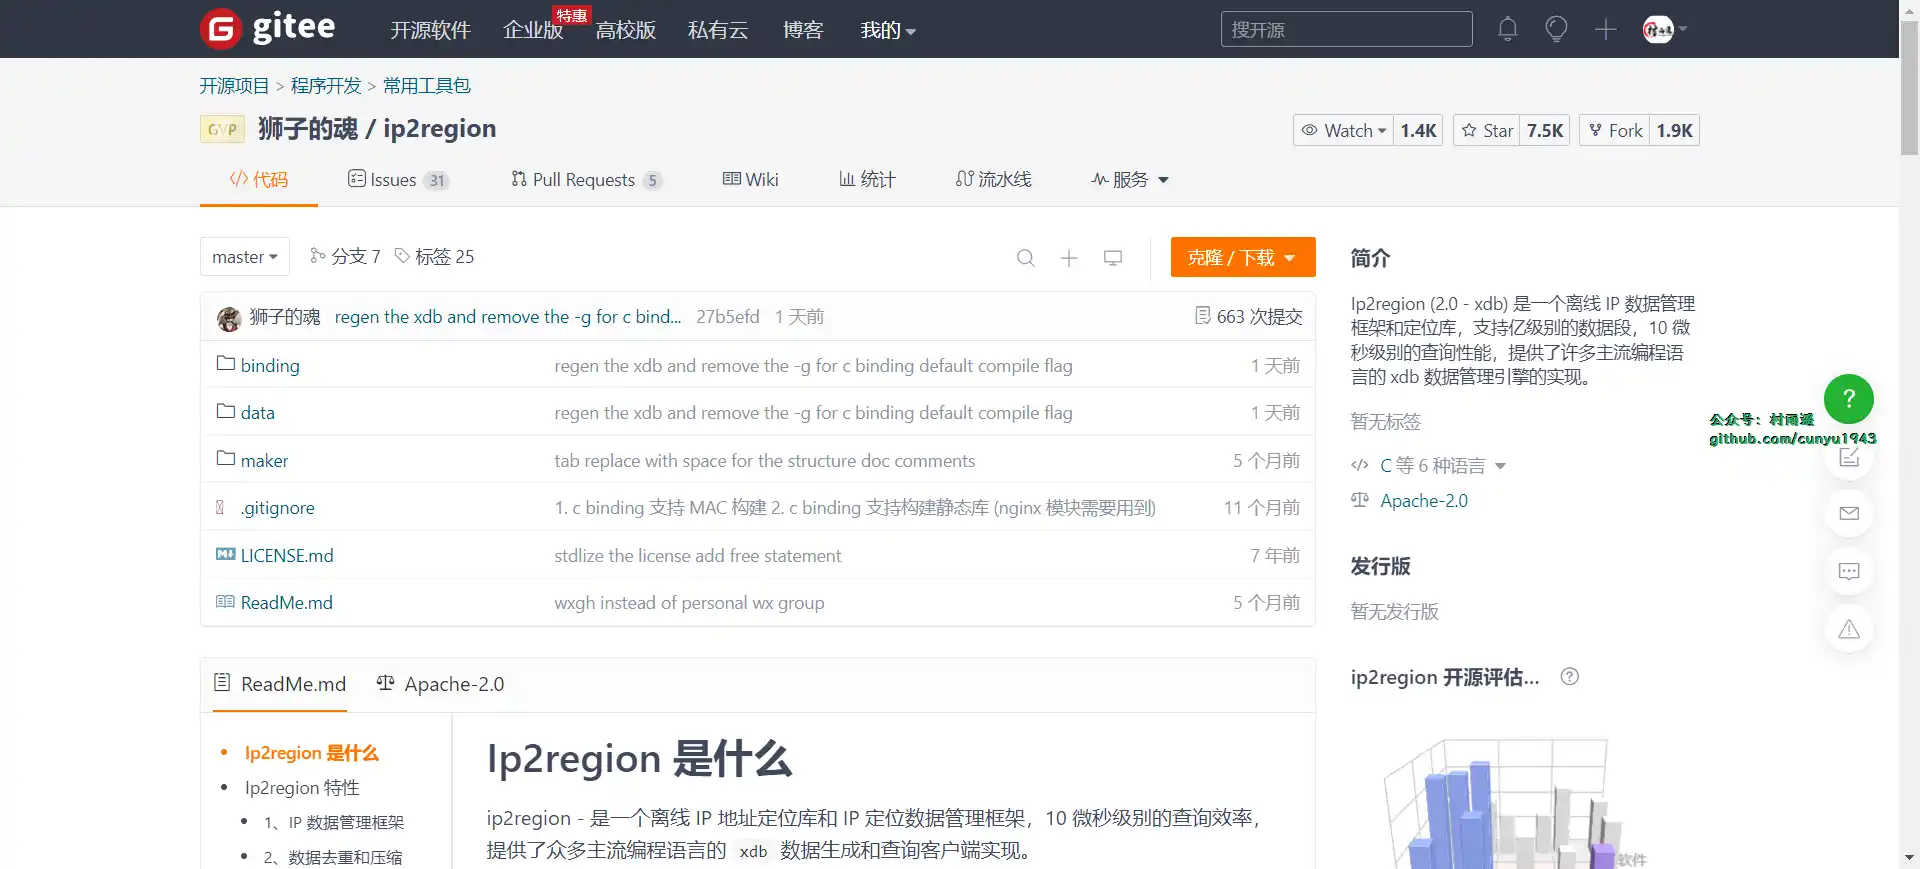 gitee
开源软件
企业版
特惠
高校版
私有云
博客
我的
搜开源
开源项目 > 程序开发 > 常用工具包
GVP 狮子的魂 / ip2region
Watch 1.4K
Star 7.5K
Fork 1.9K
代码
Issues 31
Pull Requests 5
Wiki
统计
流水线
服务
master
分支 7
标签 25
克隆 / 下载
狮子的魂 regen the xdb and remove the -g for c bind... 27b5efd 1 天前 663 次提交
binding regen the xdb and remove the -g for c binding default compile flag 1 天前
data regen the xdb and remove the -g for c binding default compile flag 1 天前
maker tab replace with space for the structure doc comments 5 个月前
.gitignore 1. c binding 支持 MAC 构建 2. c binding 支持构建静态库 (nginx 模块需要用到) 11 个月前
LICENSE.md stdlize the license add free statement 7 年前
ReadMe.md wxgh instead of personal wx group 5 个月前
ReadMe.md
Apache-2.0
Ip2region 是什么
Ip2region 特性
1、IP 数据管理框架
2、数据去重和压缩
Ip2region 是什么
ip2region - 是一个离线 IP 地址定位库和 IP 定位数据管理框架，10 微秒级别的查询效率，
提供了众多主流编程语言的 xdb 数据生成和查询客户端实现。
简介
Ip2region (2.0 - xdb) 是一个离线 IP 数据管理
框架和定位库，支持亿级别的数据段，10 微
秒级别的查询性能，提供了许多主流编程语
言的 xdb 数据管理引擎的实现。
暂无标签
C 等 6 种语言
Apache-2.0
发行版
暂无发行版
ip2region 开源评估...
软件
公众号：村雨遥
github.com/cunyu1943